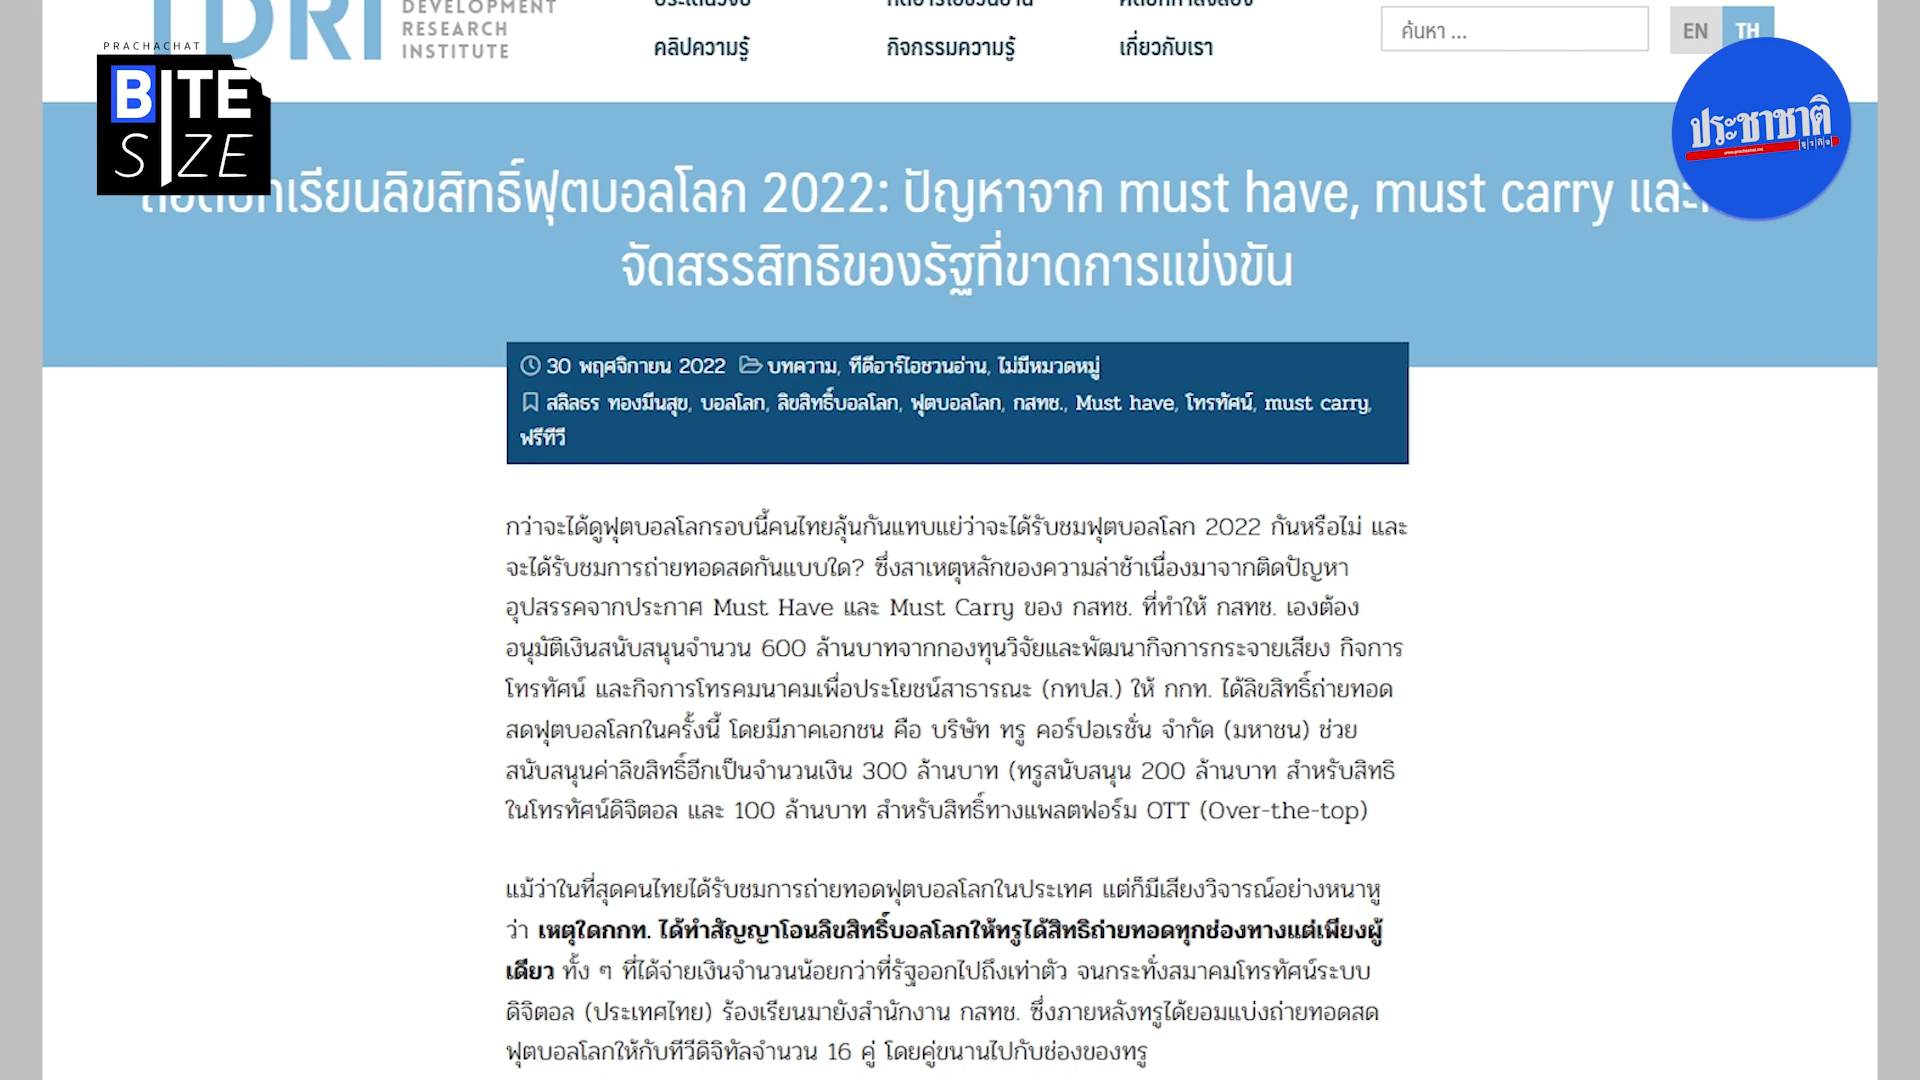 TDRI
DEVELOPMENT
RESEARCH
INSTITUTE
คลิปความรู้
กิจกรรมความรู้
เกี่ยวกับเรา
ค้นหา ...
EN
TH
PRACHACHAT
BITE
SIZE
ประชาชาติ
ธุรกิจ
www.prachachat.net
ลิขสิทธิ์ฟุตบอลโลก 2022: ปัญหาจาก must have, must carry และ
จัดสรรสิทธิของรัฐที่ขาดการแข่งขัน
30 พฤศจิกายน 2022 บทความ, ทีดีอาร์ไอชวนอ่าน, ไม่มีหมวดหมู่
สลิลธร ทองมีนสุข, บอลโลก, ลิขสิทธิ์บอลโลก, ฟุตบอลโลก, กสทช., Must have, โทรทัศน์, must carry,
ฟรีทีวี
กว่าจะได้ดูฟุตบอลโลกรอบนี้คนไทยลุ้นกันแทบแย่ว่าจะได้รับชมฟุตบอลโลก 2022 กันหรือไม่ และ
จะได้รับชมการถ่ายทอดสดกันแบบใด? ซึ่งสาเหตุหลักของความล่าช้าเนื่องมาจากติดปัญหา
อุปสรรคจากประกาศ Must Have และ Must Carry ของ กสทช. ที่ทำให้ กสทช. เองต้อง
อนุมัติเงินสนับสนุนจำนวน 600 ล้านบาทจากกองทุนวิจัยและพัฒนากิจการกระจายเสียง กิจการ
โทรทัศน์ และกิจการโทรคมนาคมเพื่อประโยชน์สาธารณะ (กทปส.) ให้ กกท. ได้ลิขสิทธิ์ถ่ายทอด
สดฟุตบอลโลกในครั้งนี้ โดยมีภาคเอกชน คือ บริษัท ทรู คอร์ปอเรชั่น จำกัด (มหาชน) ช่วย
สนับสนุนค่าลิขสิทธิ์อีกเป็นจำนวนเงิน 300 ล้านบาท (ทรูสนับสนุน 200 ล้านบาท สำหรับสิทธิ
ในโทรทัศน์ดิจิตอล และ 100 ล้านบาท สำหรับสิทธิ์ทางแพลตฟอร์ม OTT (Over-the-top)
แม้ว่าในที่สุดคนไทยได้รับชมการถ่ายทอดฟุตบอลโลกในประเทศ แต่ก็มีเสียงวิจารณ์อย่างหนาหู
ว่า เหตุใดกกท. ได้ทำสัญญาโอนลิขสิทธิ์บอลโลกให้ทรูได้สิทธิถ่ายทอดทุกช่องทางแต่เพียงผู้
เดียว ทั้ง ๆ ที่ได้จ่ายเงินจำนวนน้อยกว่าที่รัฐออกไปถึงเท่าตัว จนกระทั่งสมาคมโทรทัศน์ระบบ
ดิจิตอล (ประเทศไทย) ร้องเรียนมายังสำนักงาน กสทช. ซึ่งภายหลังทรูได้ยอมแบ่งถ่ายทอดสด
ฟุตบอลโลกให้กับทีวีดิจิทัลจำนวน 16 คู่ โดยคู่ขนานไปกับช่องของทรู